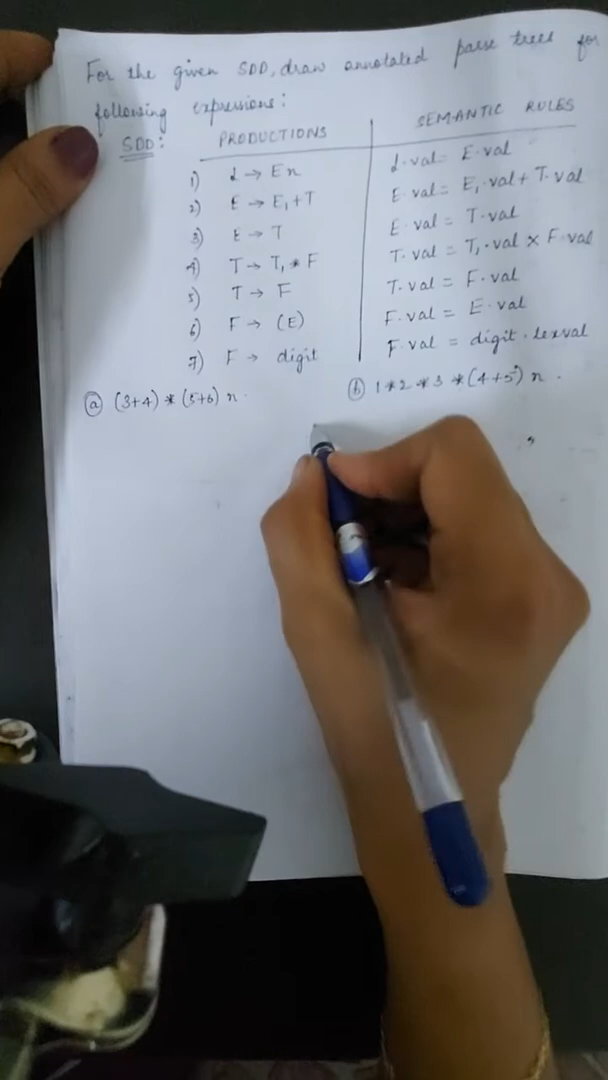 For the given SDD, draw annotated parse trees for
following expressions:
SDD: PRODUCTIONS SEMANTIC RULES
1) L → En L.val = E.val
2) E → E₁+T E.val = E₁.val + T.val
3) E → T E.val = T.val
4) T → T₁ * F T.val = T₁.val × F.val
5) T → F T.val = F.val
6) F → (E) F.val = E.val
7) F → digit F.val = digit.lexval
(a) (3+4) * (5+6) n. (b) 1*2*3*(4+5) n.